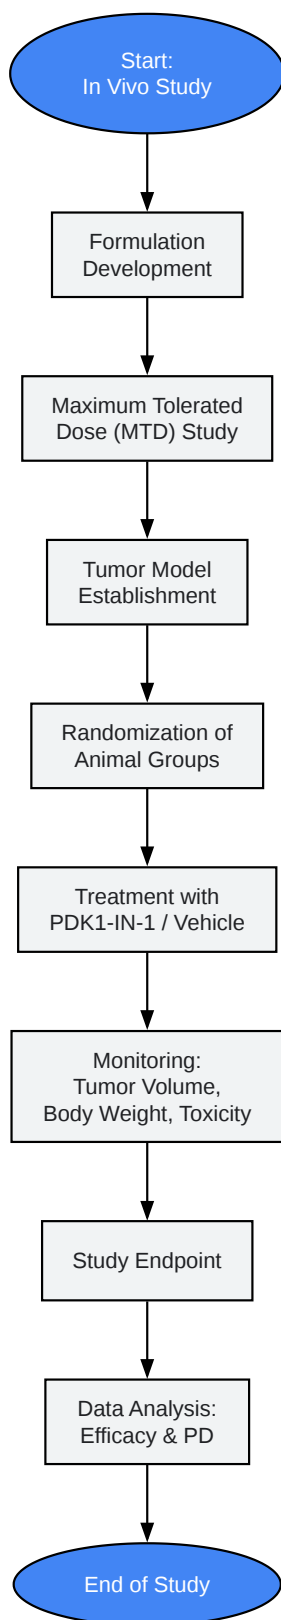 Start:
In Vivo Study
Formulation
Development
Maximum Tolerated
Dose (MTD) Study
Tumor Model
Establishment
Randomization of
Animal Groups
Treatment with
PDK1-IN-1 / Vehicle
Monitoring:
Tumor Volume,
Body Weight, Toxicity
Study Endpoint
Data Analysis:
Efficacy & PD
End of Study